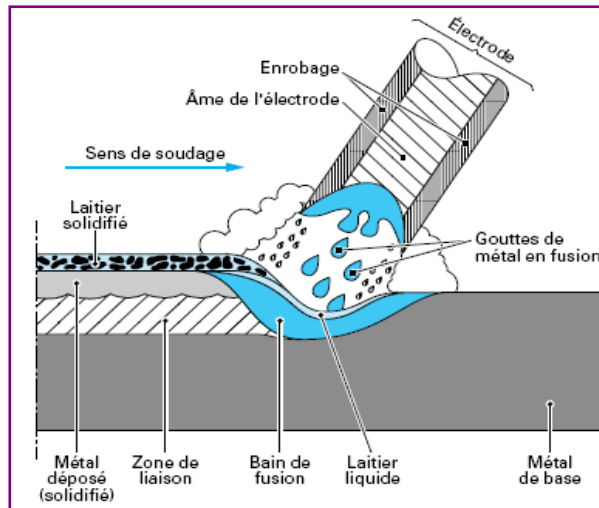 Électrode
Enrobage
Âme de l'électrode
Sens de soudage
Laitier
solidifié
Gouttes de
métal en fusion
Métal
déposé
(solidifié)
Zone de
liaison
Bain de
fusion
Laitier
liquide
Métal
de base